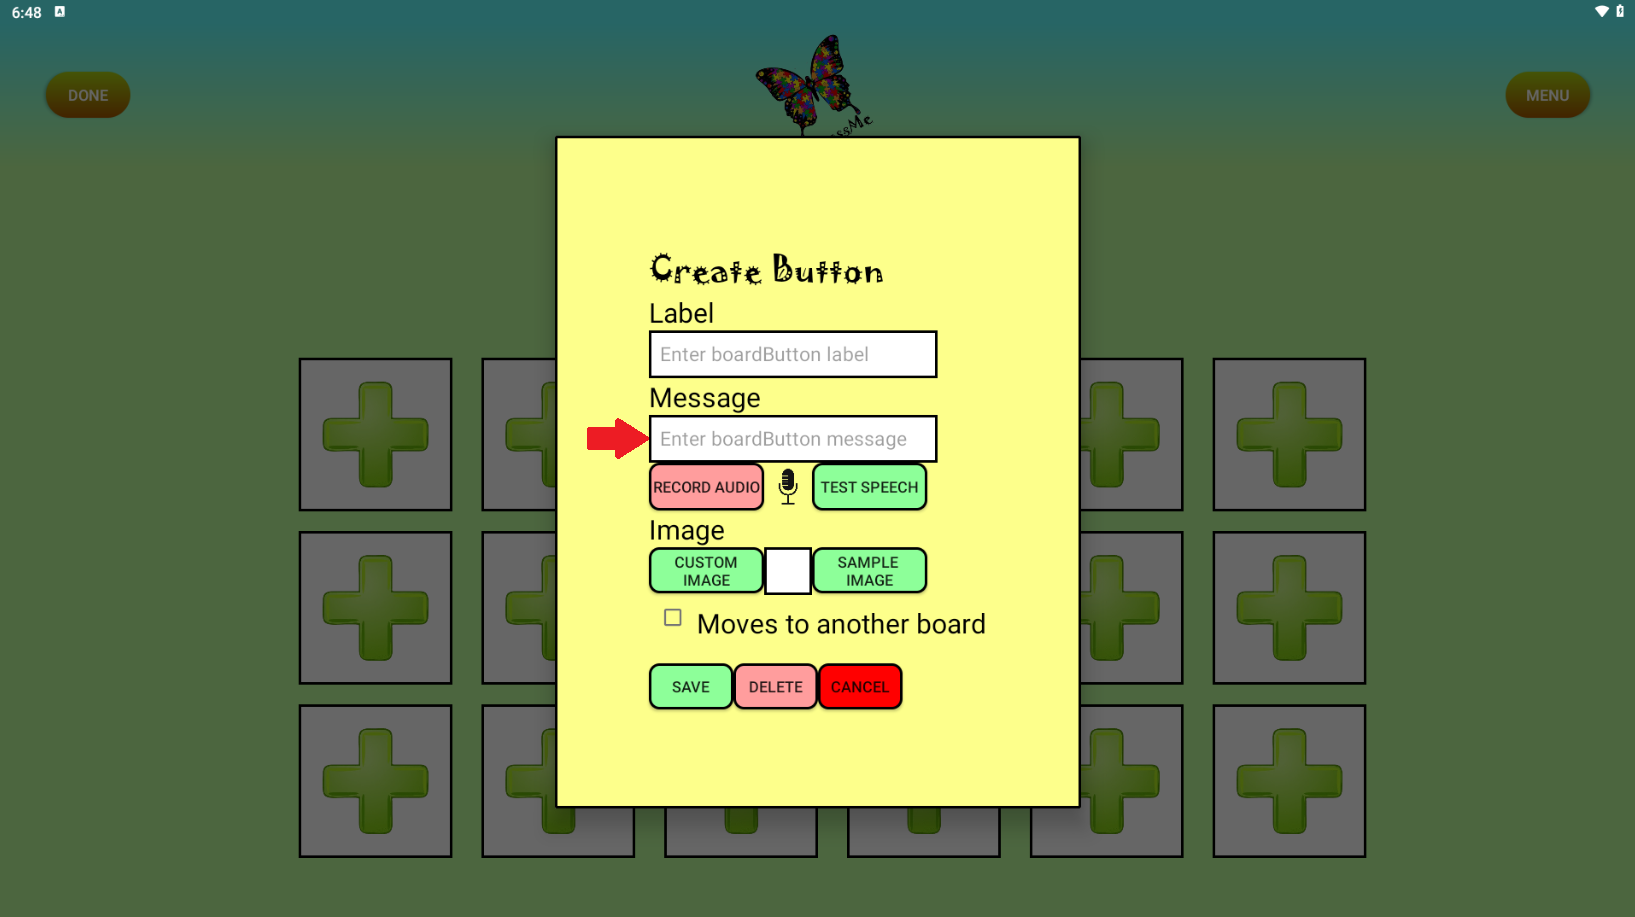 6:48
DONE
MENU
Create Button
Label
Enter boardButton label
Message
Enter boardButton message
RECORD AUDIO
TEST SPEECH
Image
CUSTOM
IMAGE
SAMPLE
IMAGE
Moves to another board
SAVE
DELETE
CANCEL